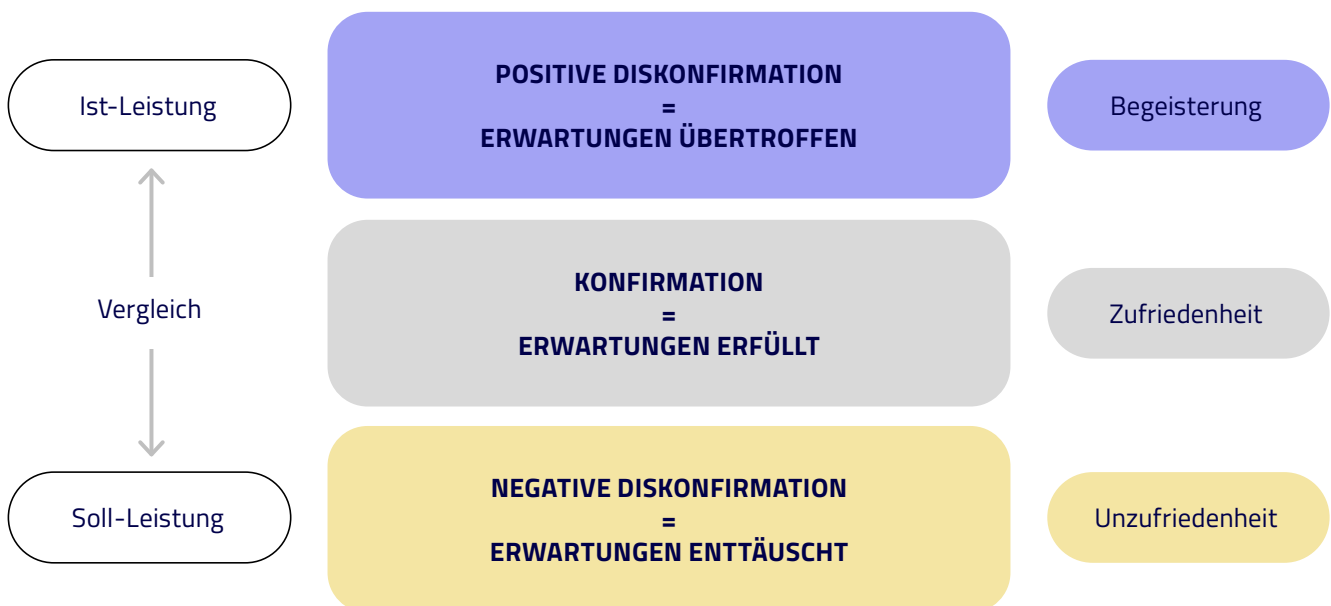 Ist-Leistung
Vergleich
Soll-Leistung
POSITIVE DISKONFIRMATION
=
ERWARTUNGEN ÜBERTROFFEN
Begeisterung
KONFIRMATION
=
ERWARTUNGEN ERFÜLLT
Zufriedenheit
NEGATIVE DISKONFIRMATION
=
ERWARTUNGEN ENTTÄUSCHT
Unzufriedenheit